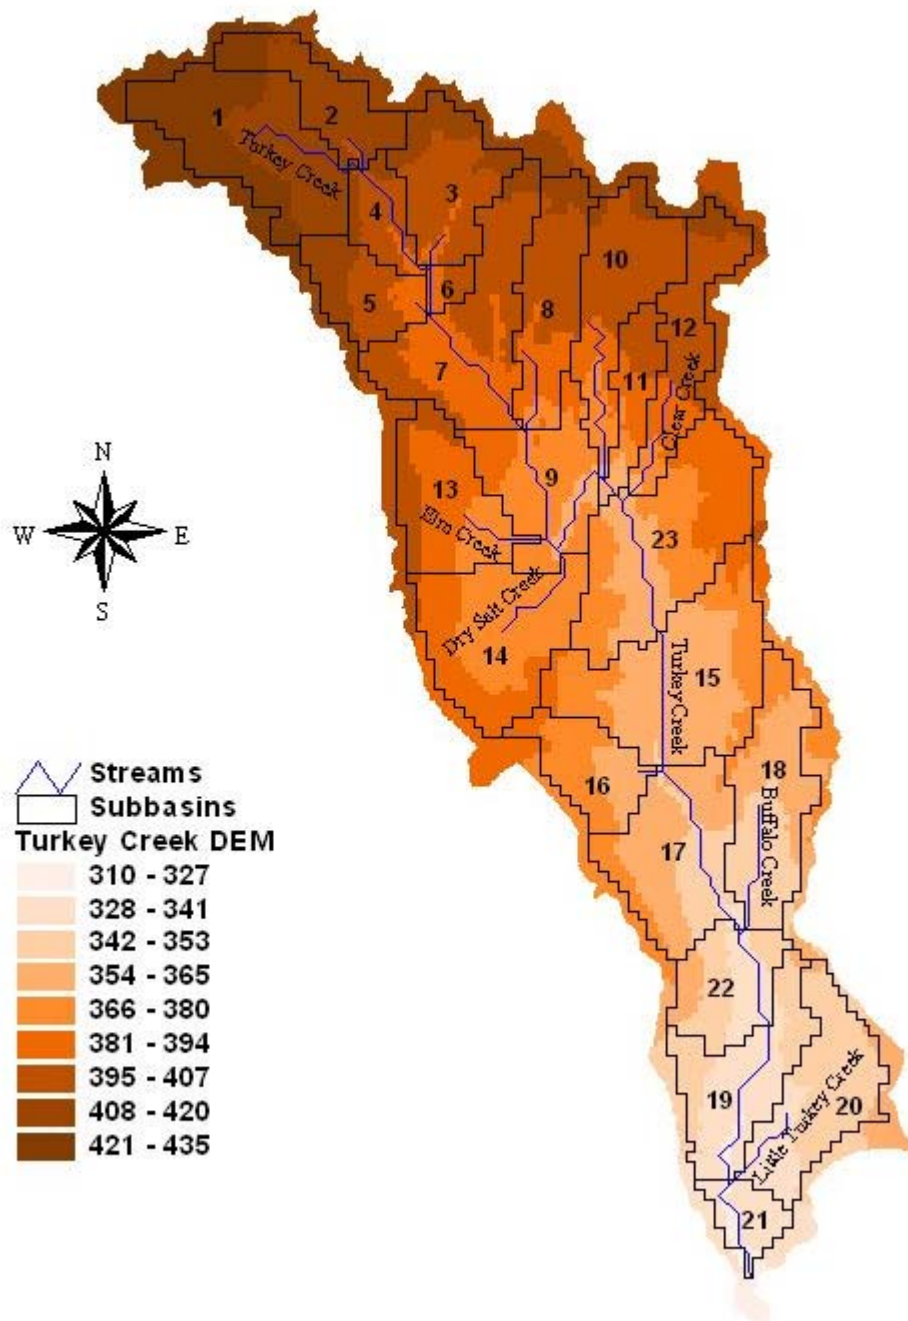 1
2
Turkey Creek
3
4
10
5
6
8
12
7
11
Clear Creek
N
13
9
W
E
Elm Creek
23
S
Dry Salt Creek
14
Turkey Creek
15
Streams
16
18
Subbasins
Turkey Creek DEM
Buffalo Creek
17
310 - 327
328 - 341
342 - 353
354 - 365
22
366 - 380
381 - 394
395 - 407
19
Little Turkey Creek
20
408 - 420
421 - 435
21